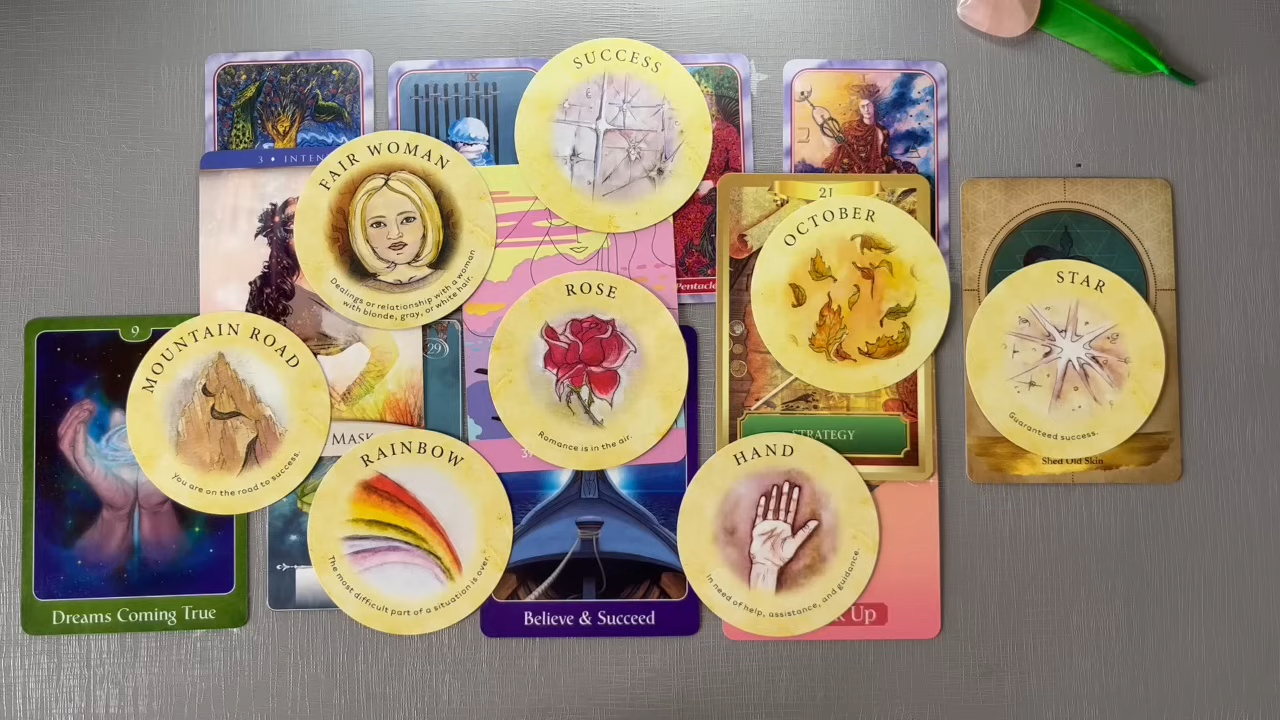 IX
SUCCESS
3 ♦ INTEN
FAIR WOMAN
Dealings or relationship with a woman
with blonde, gray, or white hair.
Pentacle
21
OCTOBER
STRATEGY
STAR
Guaranteed success.
Shed Old Skin
9
MOUNTAIN ROAD
You are on the road to success.
Dreams Coming True
29
ROSE
Romance is in the air.
MASK
RAINBOW
The most difficult part of a situation is over.
Believe & Succeed
HAND
In need of help, assistance, and guidance.
Up